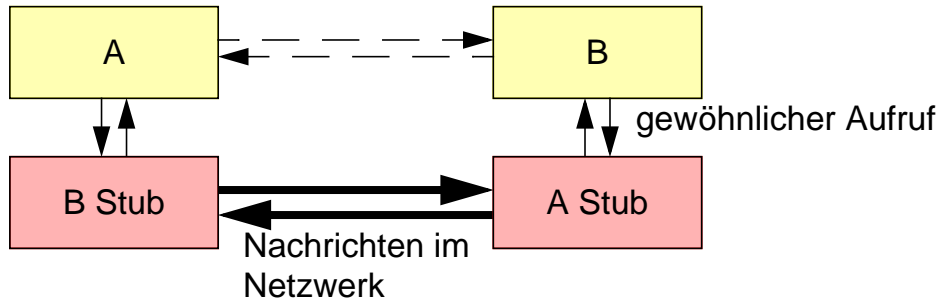 A
B
gewöhnlicher Aufruf
B Stub
A Stub
Nachrichten im
Netzwerk